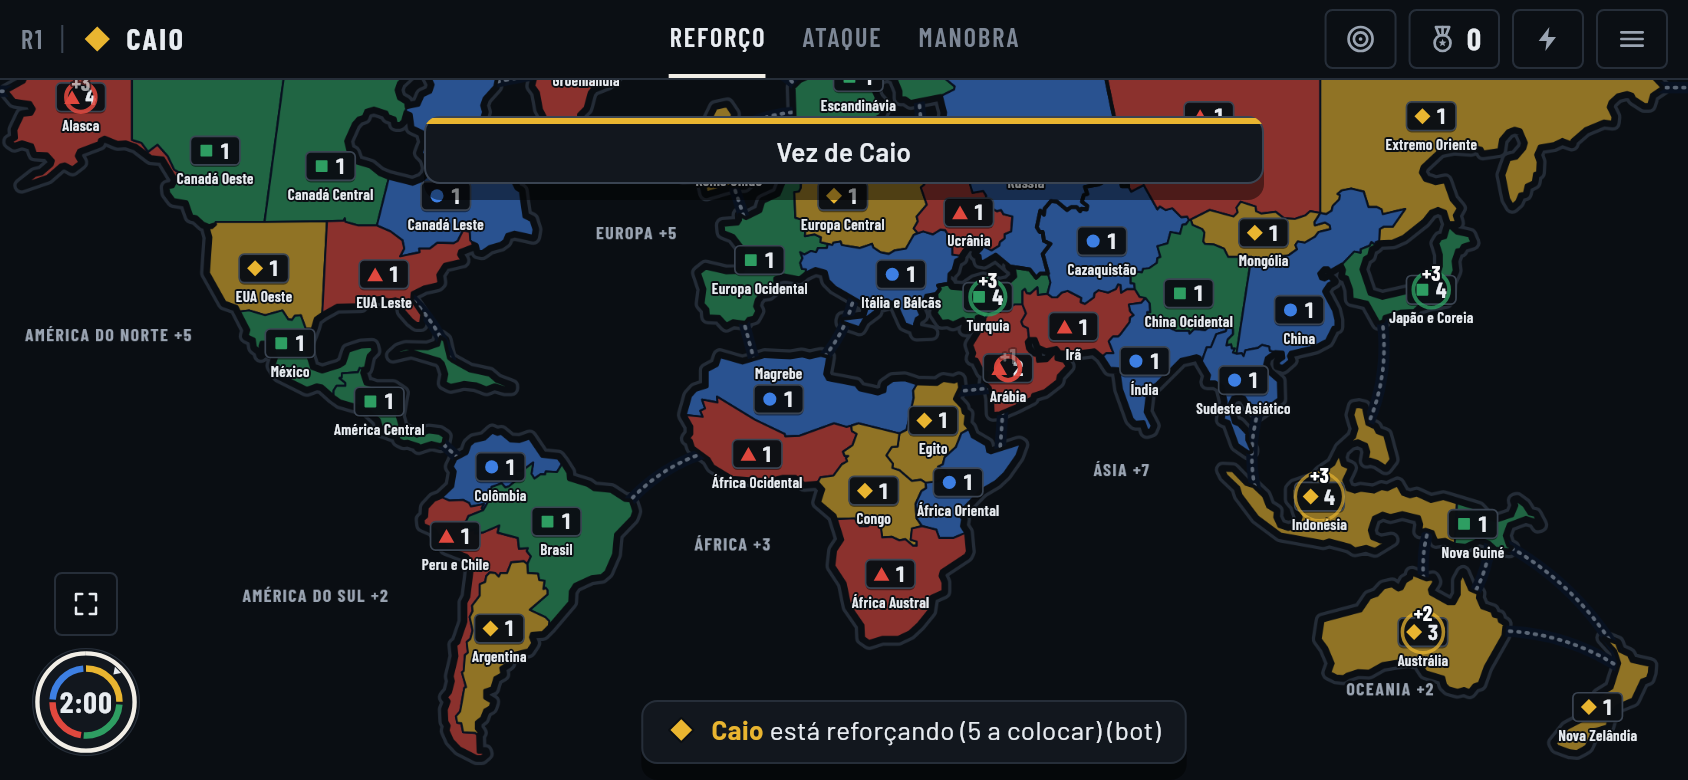 R1 CAIO REFORÇO ATAQUE MANOBRA 0
Groenlândia
+3
4
Alasca
1
Escandinávia
1
1
Extremo Oriente
1
Canadá Oeste
1
Canadá Central
Vez de Caio
Rússia
1
Canadá Leste
1
Europa Central
1
Ucrânia
EUROPA +5
1
Cazaquistão
1
Mongólia
1
EUA Oeste
1
EUA Leste
1
Europa Ocidental
1
Itália e Bálcãs
+3
4
Turquia
1
Irã
1
China Ocidental
1
China
+3
4
Japão e Coreia
AMÉRICA DO NORTE +5
1
México
+1
2
Arábia
1
Índia
1
Sudeste Asiático
Magrebe
1
1
América Central
1
Egito
1
África Ocidental
1
Colômbia
ÁSIA +7
1
Congo
1
África Oriental
+3
4
Indonésia
1
Nova Guiné
1
Brasil
1
Peru e Chile
ÁFRICA +3
1
África Austral
AMÉRICA DO SUL +2
1
Argentina
+2
3
Austrália
OCEANIA +2
1
Nova Zelândia
2:00
Caio está reforçando (5 a colocar) (bot)